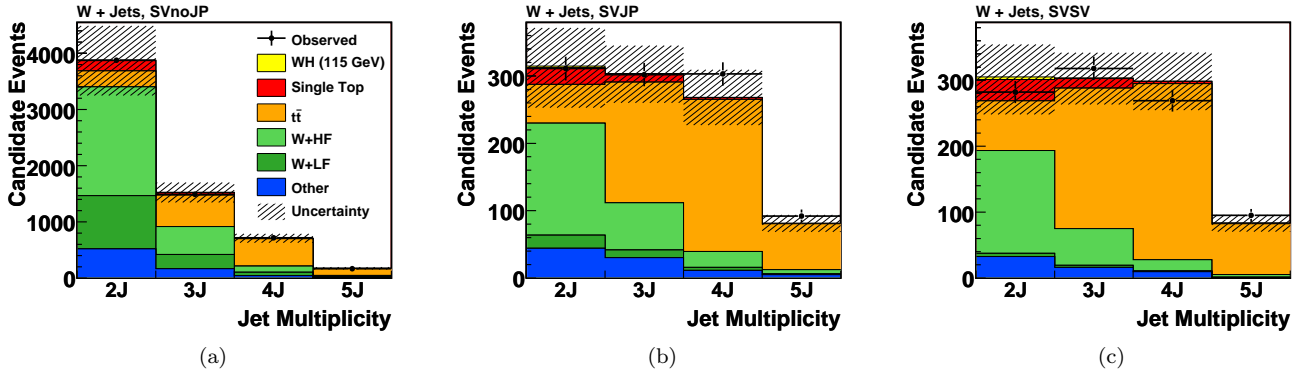 W + Jets, SVnoJP
Candidate Events
4000
3000
2000
1000
0
Observed
WH (115 GeV)
Single Top
tt̄
W+HF
W+LF
Other
Uncertainty
2J 3J 4J 5J
Jet Multiplicity
(a)
W + Jets, SVJP
Candidate Events
300
200
100
0
2J 3J 4J 5J
Jet Multiplicity
(b)
W + Jets, SVSV
Candidate Events
300
200
100
0
2J 3J 4J 5J
Jet Multiplicity
(c)